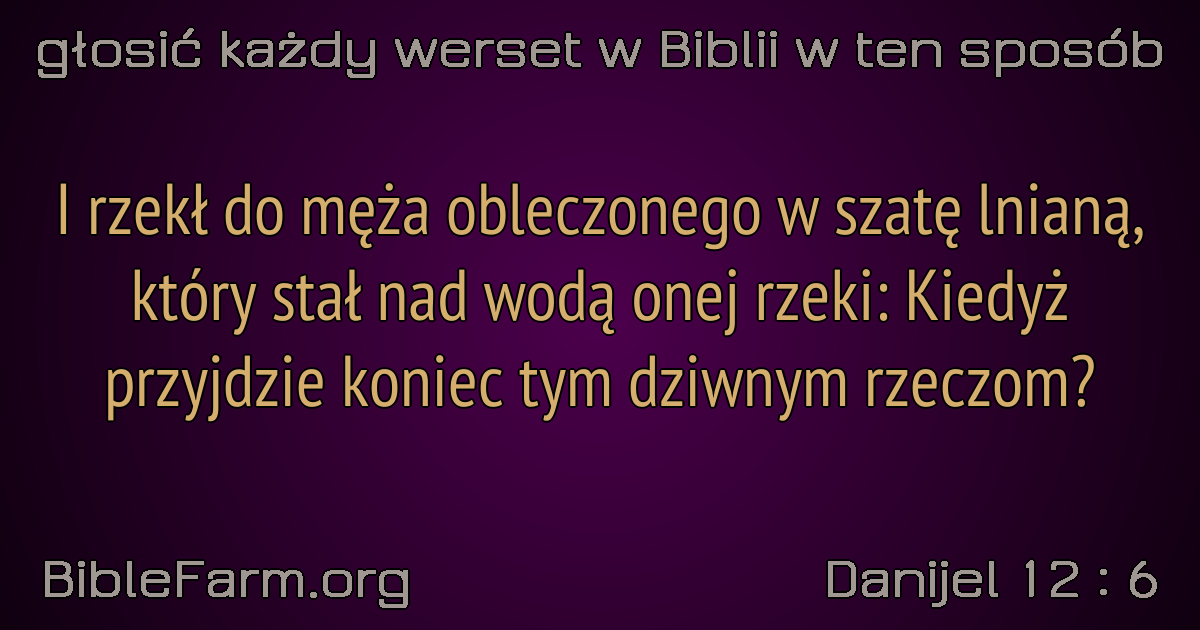 głosić każdy werset w Biblii w ten sposób
I rzekł do męża obleczonego w szatę lnianą,
który stał nad wodą onej rzeki: Kiedyż
przyjdzie koniec tym dziwnym rzeczom?
BibleFarm.org
Danijel 12 : 6